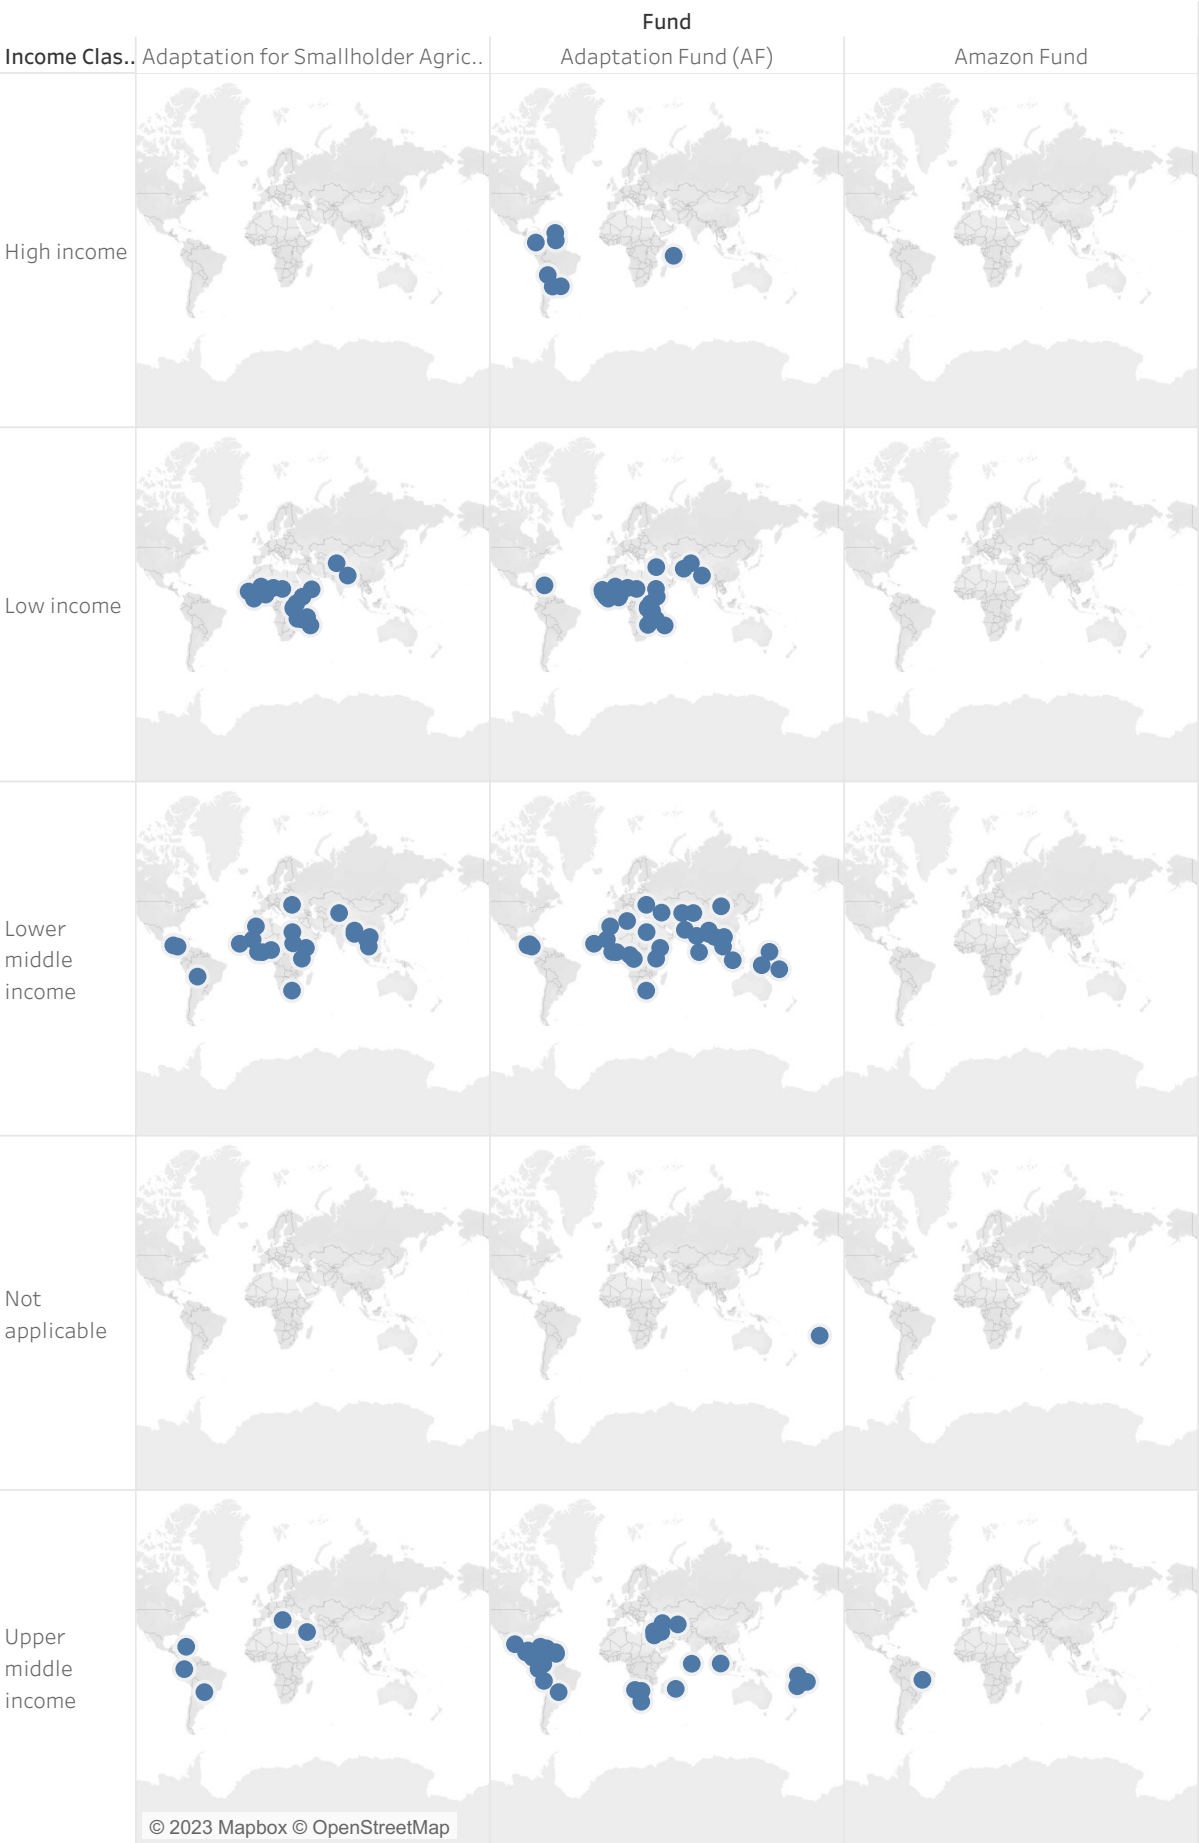 Fund
Income Clas..
Adaptation for Smallholder Agric..
Adaptation Fund (AF)
Amazon Fund
High income
Low income
Lower
middle
income
Not
applicable
Upper
middle
income
© 2023 Mapbox © OpenStreetMap